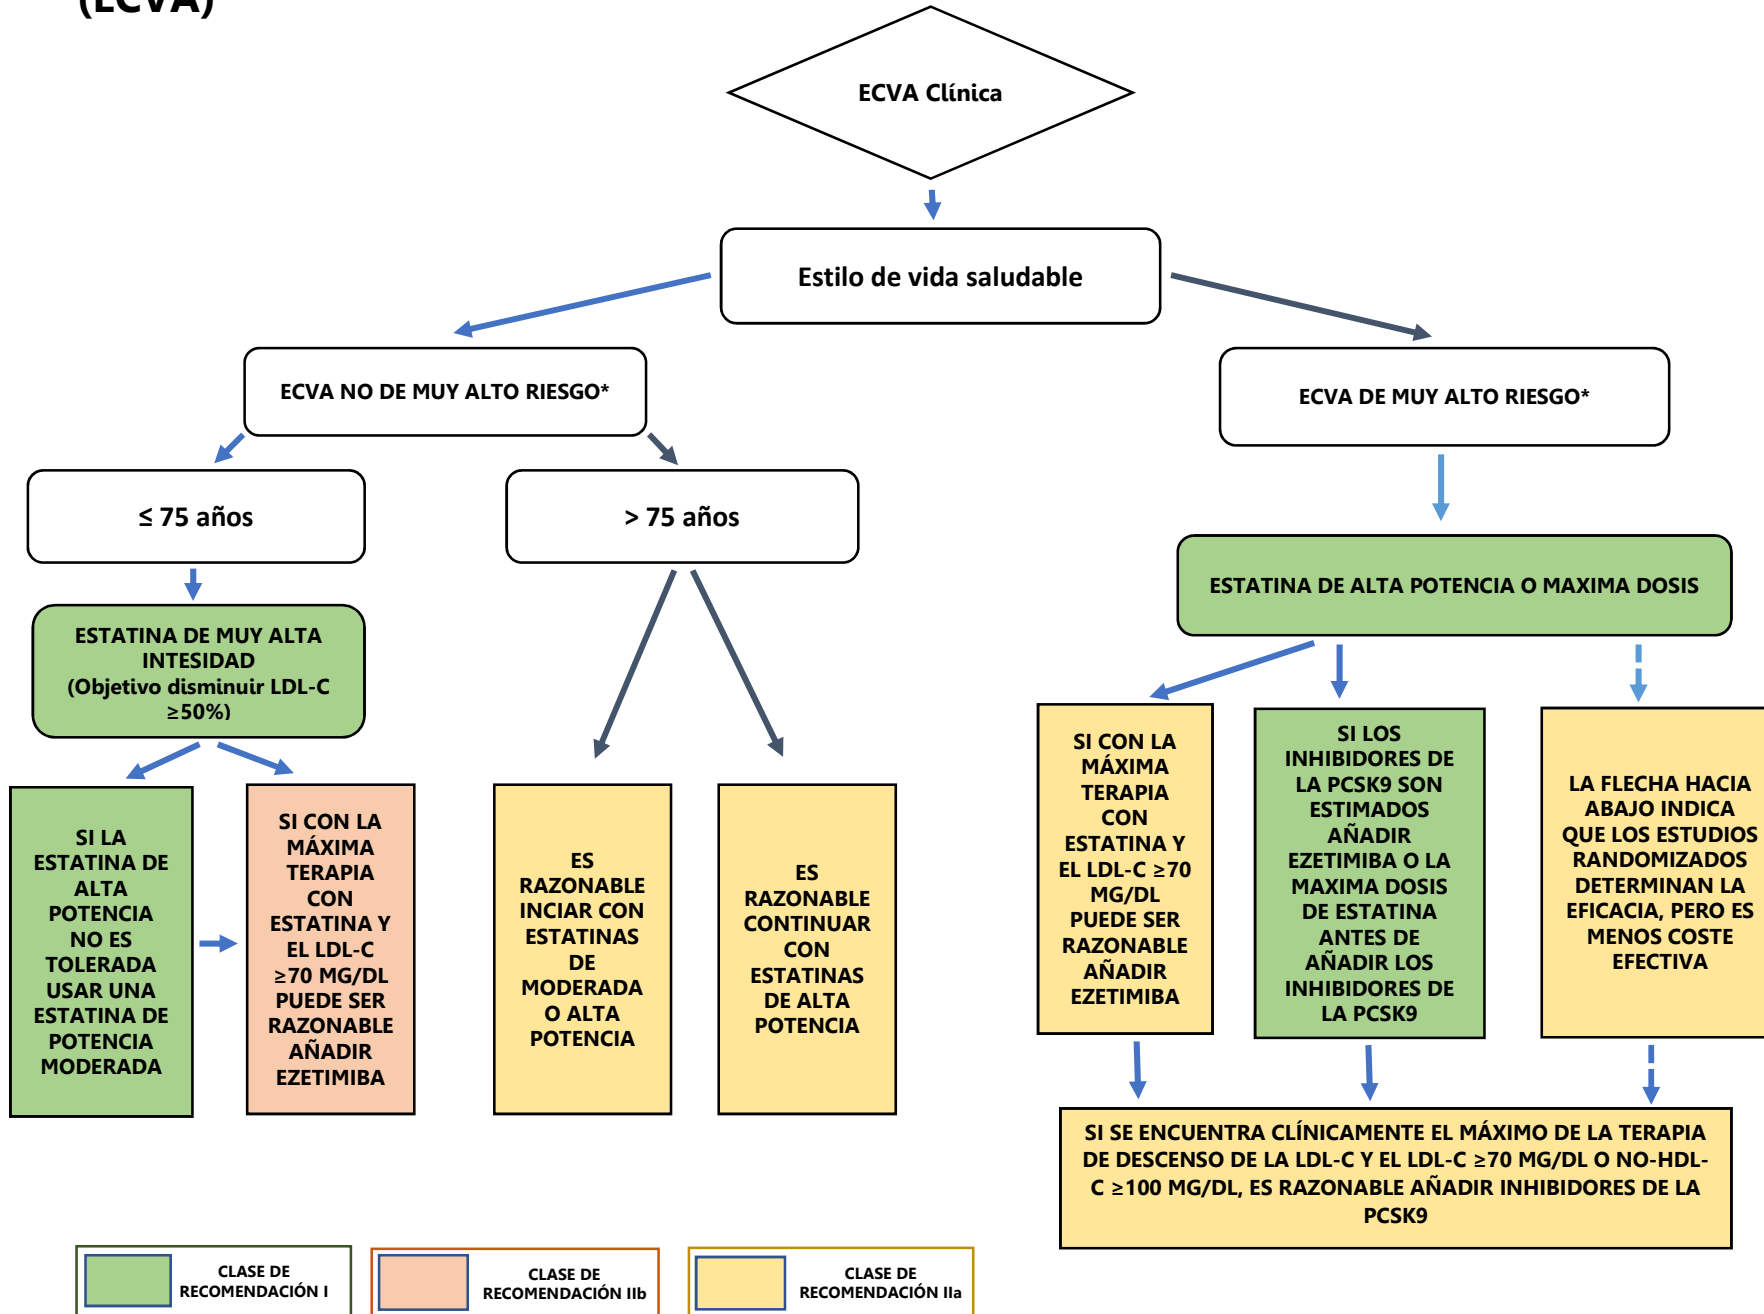 (ECVA)
ECVA Clínica
Estilo de vida saludable
ECVA NO DE MUY ALTO RIESGO*
ECVA DE MUY ALTO RIESGO*
≤ 75 años
> 75 años
ESTATINA DE MUY ALTA
INTESIDAD
(Objetivo disminuir LDL-C
≥50%)
ESTATINA DE ALTA POTENCIA O MAXIMA DOSIS
SI LA
ESTATINA DE
ALTA
POTENCIA
NO ES
TOLERADA
USAR UNA
ESTATINA DE
POTENCIA
MODERADA
SI CON LA
MÁXIMA
TERAPIA
CON
ESTATINA Y
EL LDL-C
≥70 MG/DL
PUEDE SER
RAZONABLE
AÑADIR
EZETIMIBA
ES
RAZONABLE
INCIAR CON
ESTATINAS
DE
MODERADA
O ALTA
POTENCIA
ES
RAZONABLE
CONTINUAR
CON
ESTATINAS
DE ALTA
POTENCIA
SI CON LA
MÁXIMA
TERAPIA
CON
ESTATINA Y
EL LDL-C ≥70
MG/DL
PUEDE SER
RAZONABLE
AÑADIR
EZETIMIBA
SI LOS
INHIBIDORES DE
LA PCSK9 SON
ESTIMADOS
AÑADIR
EZETIMIBA O LA
MAXIMA DOSIS
DE ESTATINA
ANTES DE
AÑADIR LOS
INHIBIDORES DE
LA PCSK9
LA FLECHA HACIA
ABAJO INDICA
QUE LOS ESTUDIOS
RANDOMIZADOS
DETERMINAN LA
EFICACIA, PERO ES
MENOS COSTE
EFECTIVA
SI SE ENCUENTRA CLÍNICAMENTE EL MÁXIMO DE LA TERAPIA
DE DESCENSO DE LA LDL-C Y EL LDL-C ≥70 MG/DL O NO-HDL-
C ≥100 MG/DL, ES RAZONABLE AÑADIR INHIBIDORES DE LA
PCSK9
CLASE DE
RECOMENDACIÓN I
CLASE DE
RECOMENDACIÓN IIb
CLASE DE
RECOMENDACIÓN IIa